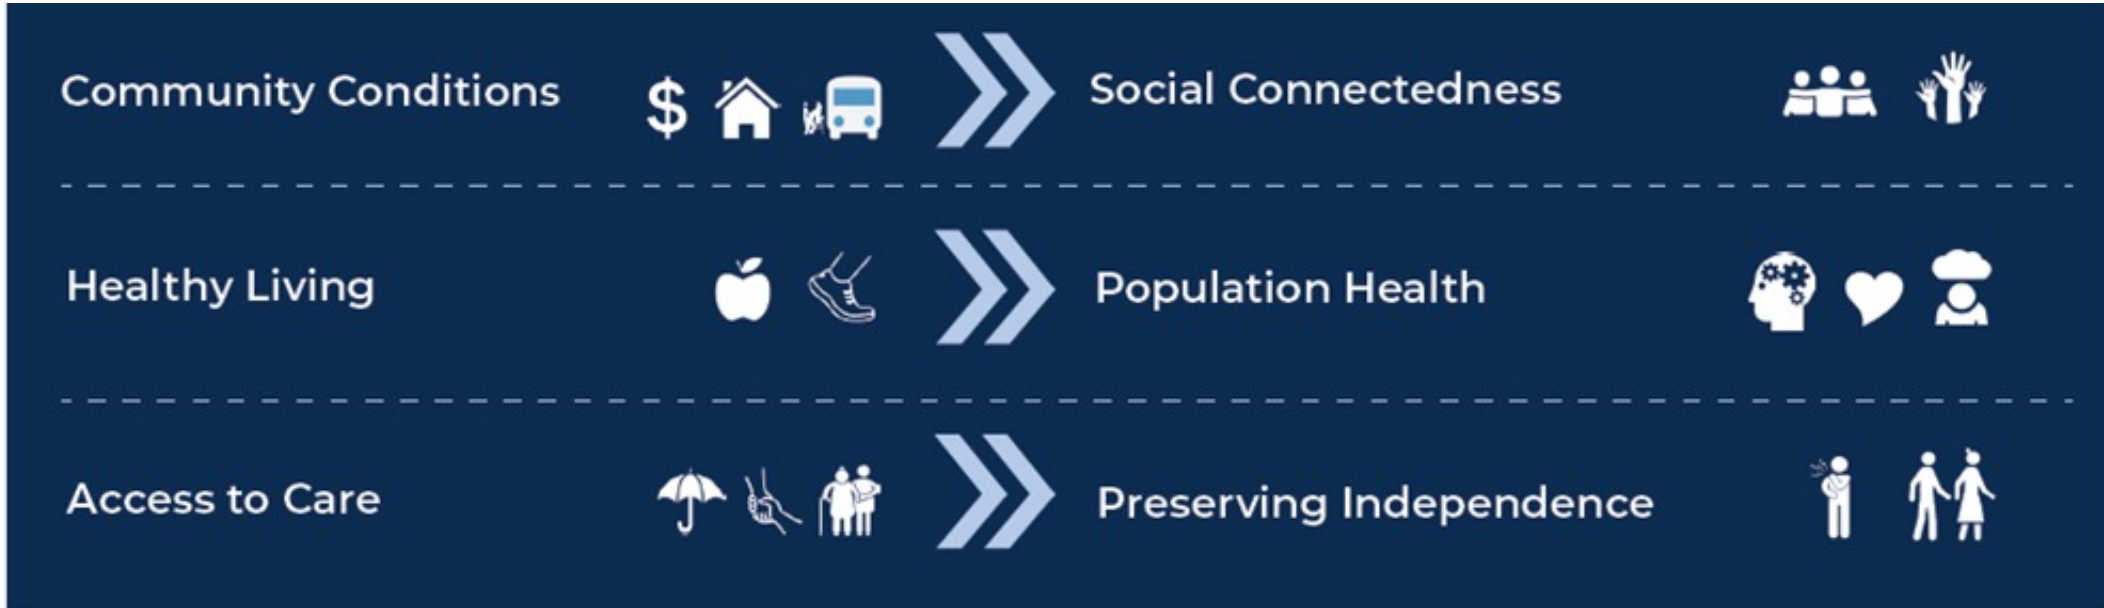 Community Conditions
$
Social Connectedness
Healthy Living
Population Health
Access to Care
Preserving Independence